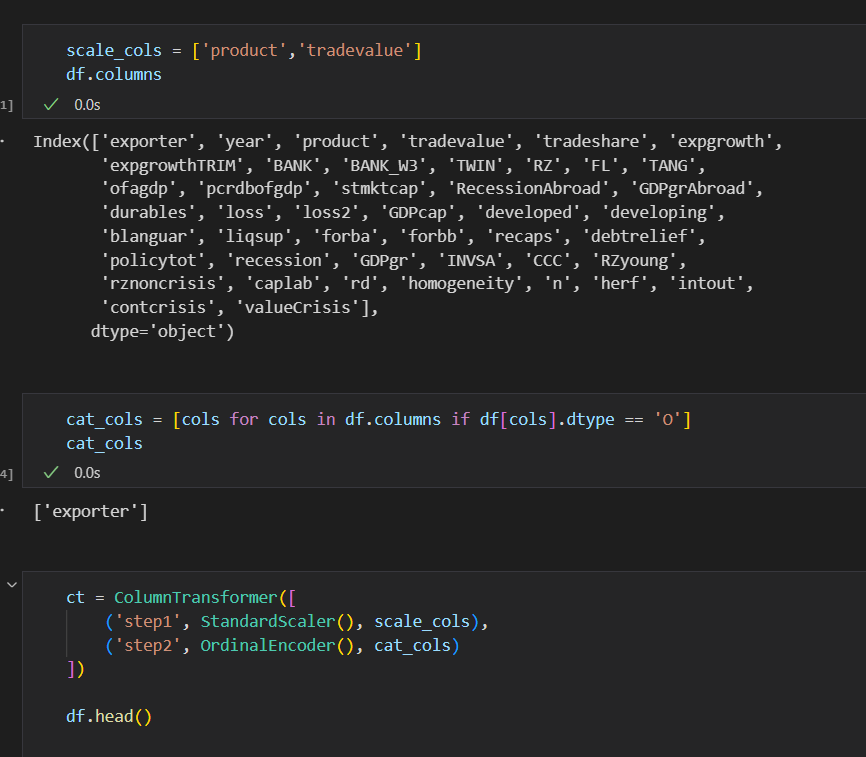 scale_cols = ['product','tradevalue']
df.columns
1]
✓ 0.0s
Index(['exporter', 'year', 'product', 'tradevalue', 'tradeshare', 'expgrowth',
'expgrowthTRIM', 'BANK', 'BANK_W3', 'TWIN', 'RZ', 'FL', 'TANG',
'ofagdp', 'pcrdbofgdp', 'stmktcap', 'RecessionAbroad', 'GDPgrAbroad',
'durables', 'loss', 'loss2', 'GDPcap', 'developed', 'developing',
'blanguar', 'liqsup', 'forba', 'forbb', 'recaps', 'debtrelief',
'policytot', 'recession', 'GDPgr', 'INVSA', 'CCC', 'RZyoung',
'rznoncrisis', 'caplab', 'rd', 'homogeneity', 'n', 'herf', 'intout',
'contcrisis', 'valueCrisis'],
dtype='object')
cat_cols = [cols for cols in df.columns if df[cols].dtype == 'O']
cat_cols
4]
✓ 0.0s
['exporter']
ct = ColumnTransformer([
('step1', StandardScaler(), scale_cols),
('step2', OrdinalEncoder(), cat_cols)
])
df.head()